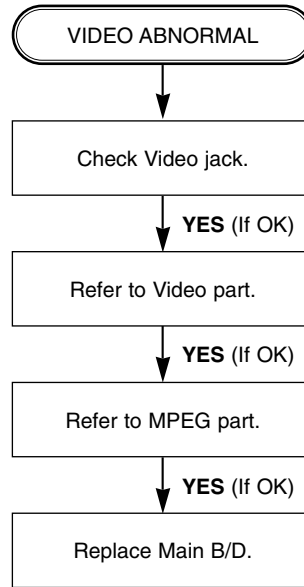 VIDEO ABNORMAL
Check Video jack.
YES (If OK)
Refer to Video part.
YES (If OK)
Refer to MPEG part.
YES (If OK)
Replace Main B/D.